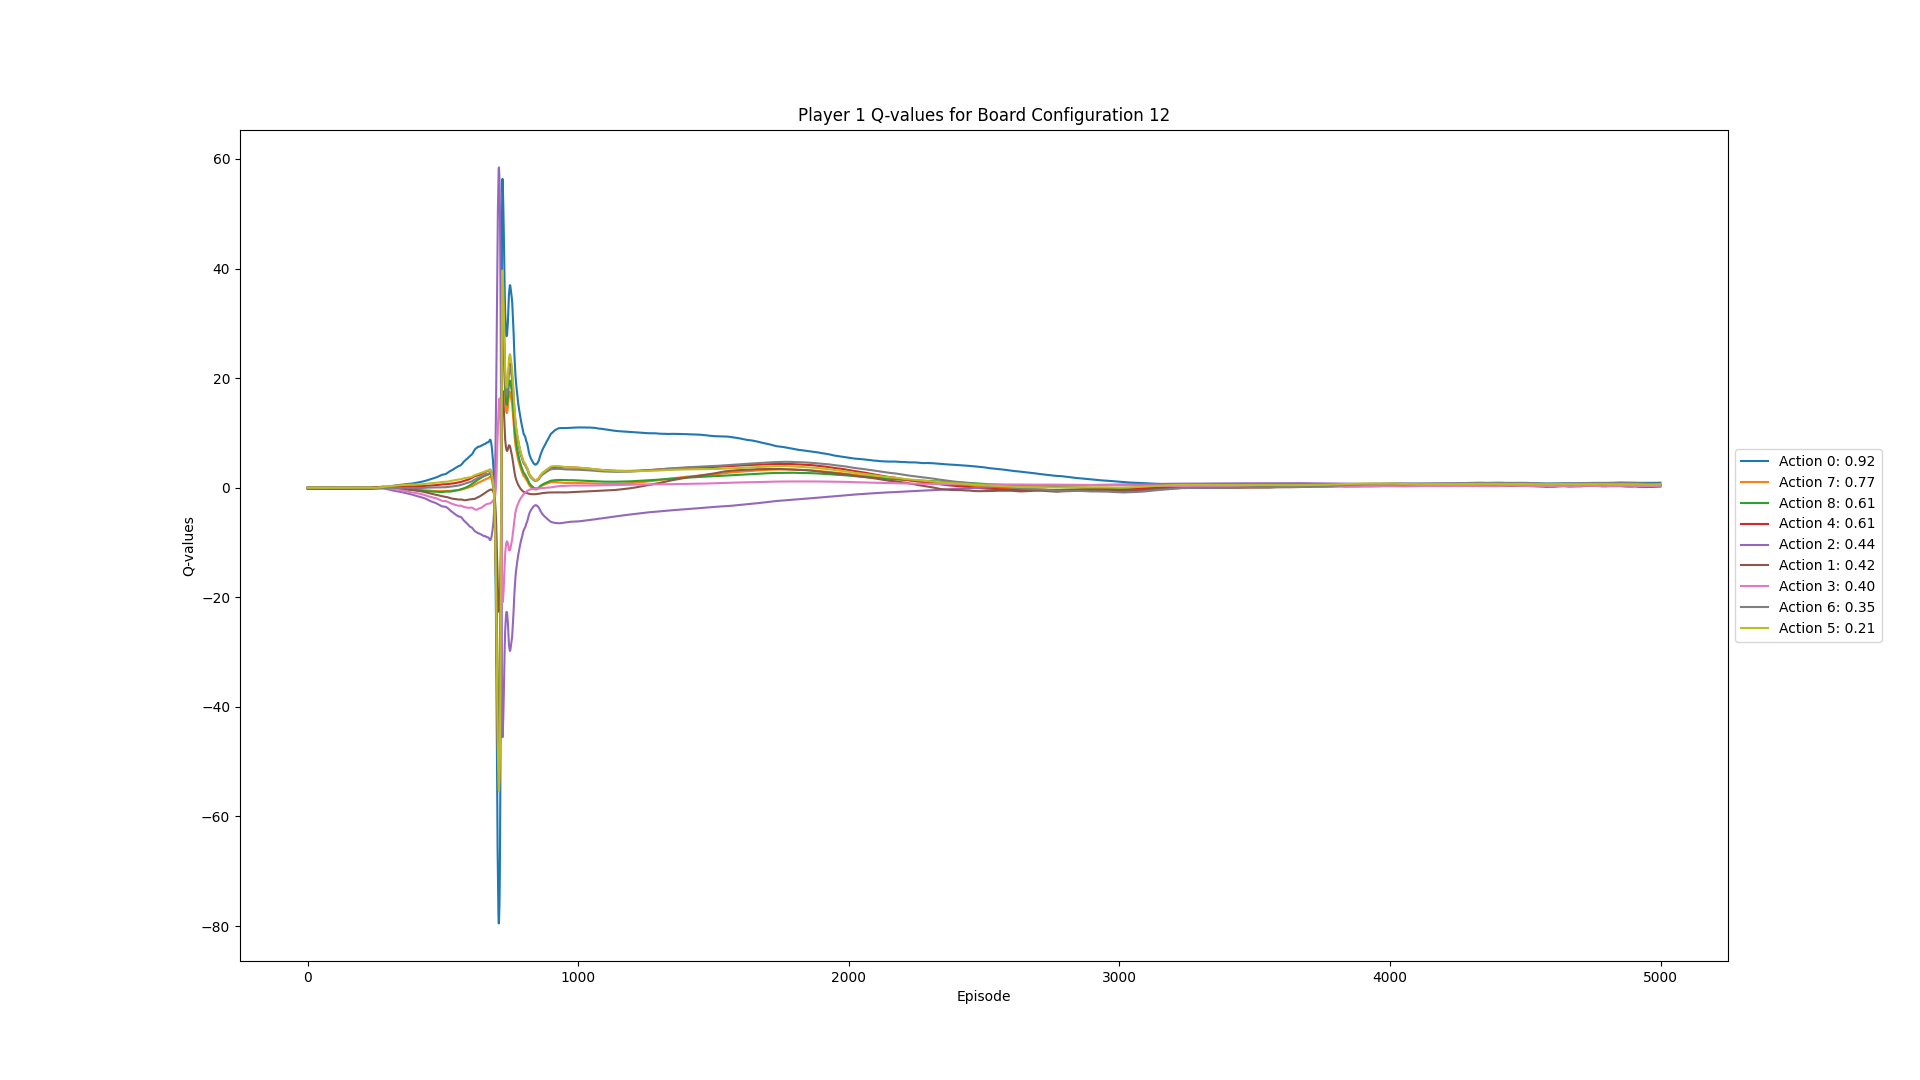 Player 1 Q-values for Board Configuration 12
60
40
20
0
−20
−40
−60
−80
Q-values
0
1000
2000
3000
4000
5000
Episode
Action 0: 0.92
Action 7: 0.77
Action 8: 0.61
Action 4: 0.61
Action 2: 0.44
Action 1: 0.42
Action 3: 0.40
Action 6: 0.35
Action 5: 0.21